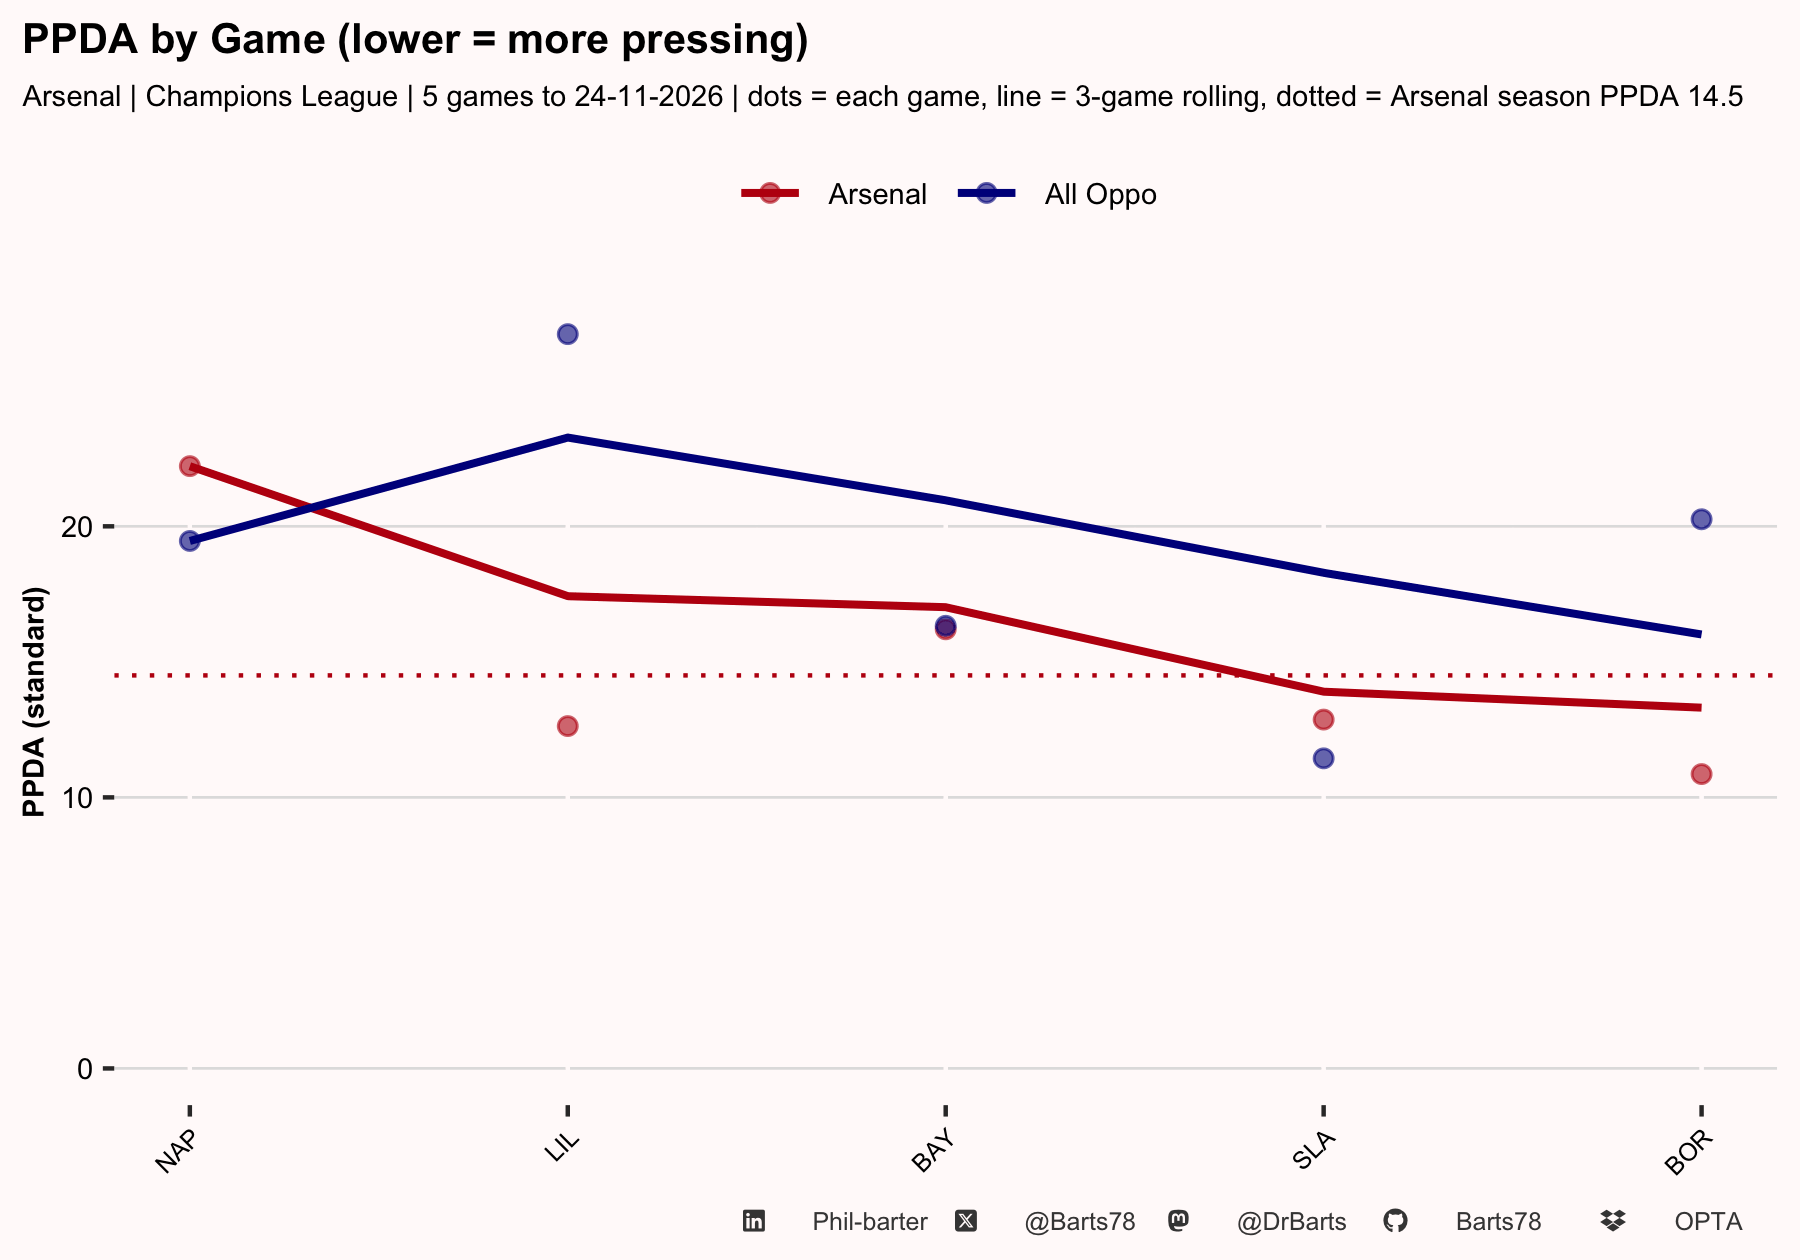 PPDA by Game (lower = more pressing)
Arsenal | Champions League | 5 games to 24-11-2026 | dots = each game, line = 3-game rolling, dotted = Arsenal season PPDA 14.5
Arsenal All Oppo
PPDA (standard)
20
10
0
NAP LIL BAY SLA BOR
Phil-barter @Barts78 @DrBarts Barts78 OPTA